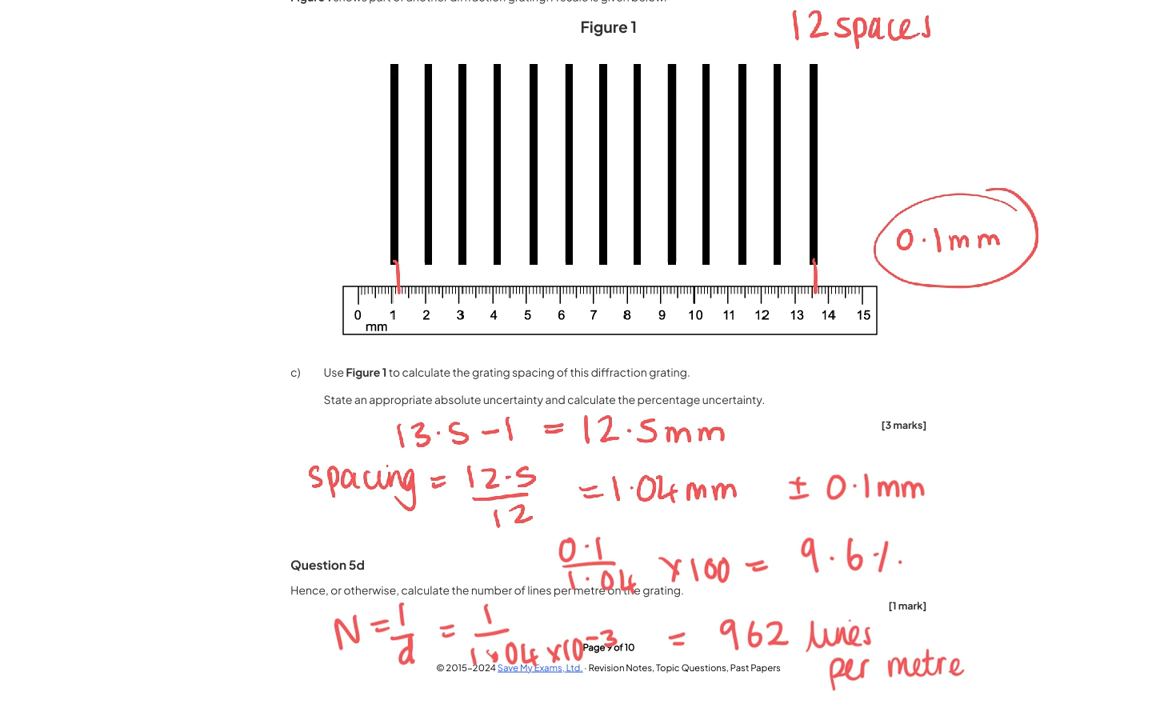 Figure 1
12 spaces
0.1mm
0 1 2 3 4 5 6 7 8 9 10 11 12 13 14 15
mm
c) Use Figure 1 to calculate the grating spacing of this diffraction grating.
State an appropriate absolute uncertainty and calculate the percentage uncertainty.
[3 marks]
13.5 - 1 = 12.5mm
spacing = 12.5/12 = 1.04mm ± 0.1mm
0.1/1.04 × 100 = 9.6%
Question 5d
Hence, or otherwise, calculate the number of lines per metre on the grating.
[1 mark]
N = 1/d = 1/1.04 × 10⁻³ = 962 lines per metre
Page 7 of 10
© 2015-2024 Save My Exams, Ltd. · Revision Notes, Topic Questions, Past Papers